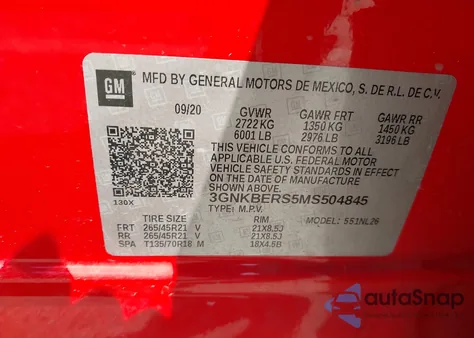 GM
MFD BY GENERAL MOTORS DE MEXICO, S. DE R.L. DE C.V.
09/20 GVWR GAWR FRT GAWR RR
2722 KG 1350 KG 1450 KG
6001 LB 2976 LB 3196 LB
THIS VEHICLE CONFORMS TO ALL
APPLICABLE U.S. FEDERAL MOTOR
VEHICLE SAFETY STANDARDS IN EFFECT ON
THE DATE OF MANUFACTURE SHOWN ABOVE.
3GNKBERS5MS504845
130X TYPE: M.P.V. MODEL: 551NL26
TIRE SIZE RIM
FRT 265/45R21 V 21X8.5J
RR 265/45R21 V 21X8.5J
SPA T135/70R18 M 18X4.5B
autoSnap